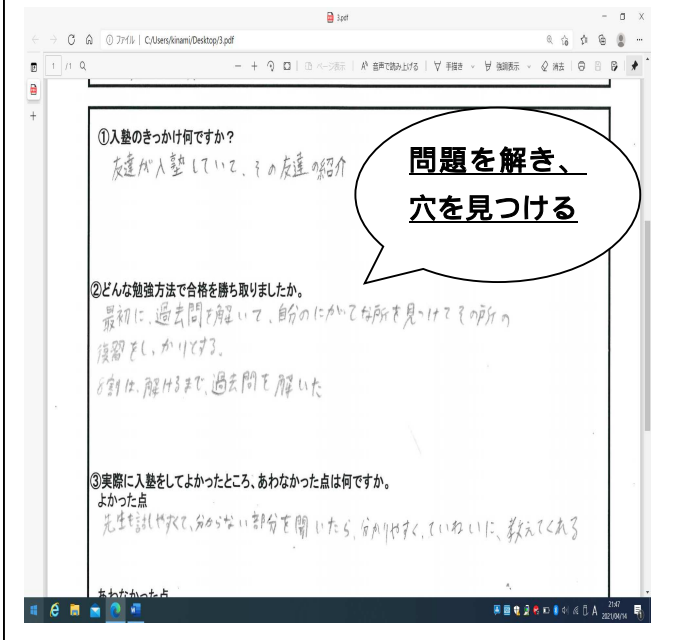 3.pdf
ファイル | C:/Users/kinami/Desktop/3.pdf
1 /1 ページ表示 | 音声で読み上げる | 手描き 強調表示 消去
①入塾のきっかけ何ですか?
友達が入塾していて、その友達の紹介
問題を解き、
穴を見つける
②どんな勉強方法で合格を勝ち取りましたか。
最初に、過去問を解いて、自分のにがてな所を見つけてその所の
復習をしっかりとする。
8割は、解けるまで、過去問を解いた
③実際に入塾をしてよかったところ、あわなかった点は何ですか。
よかった点
先生も話しやすくて、分からない部分を聞いたら、分かりやすく、ていねいに、教えてくれる
あわなかった点
A 21:47
2021/04/14